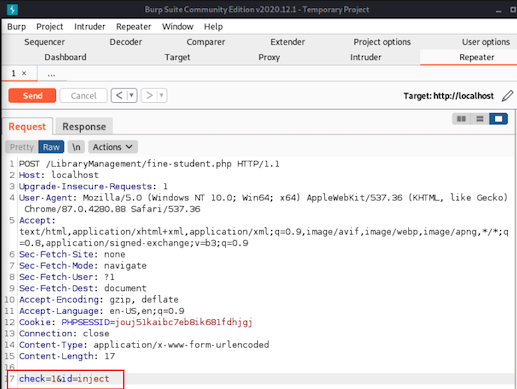 Burp Suite Community Edition v2020.12.1 - Temporary Project
Burp Project Intruder Repeater Window Help
Sequencer Decoder Comparer Extender Project options User options
Dashboard Target Proxy Intruder Repeater
1 × ...
Send Cancel < > Target: http://localhost
Request Response
Pretty Raw \n Actions
1 POST /LibraryManagement/fine-student.php HTTP/1.1
2 Host: localhost
3 Upgrade-Insecure-Requests: 1
4 User-Agent: Mozilla/5.0 (Windows NT 10.0; Win64; x64) AppleWebKit/537.36 (KHTML, like Gecko)
Chrome/87.0.4280.88 Safari/537.36
5 Accept:
text/html,application/xhtml+xml,application/xml;q=0.9,image/avif,image/webp,image/apng,*/*;q
=0.8,application/signed-exchange;v=b3;q=0.9
6 Sec-Fetch-Site: none
7 Sec-Fetch-Mode: navigate
8 Sec-Fetch-User: ?1
9 Sec-Fetch-Dest: document
10 Accept-Encoding: gzip, deflate
11 Accept-Language: en-US,en;q=0.9
12 Cookie: PHPSESSID=jouj51kaibc7eb8ik681fdhjgj
13 Connection: close
14 Content-Type: application/x-www-form-urlencoded
15 Content-Length: 17
16
17 check=1&id=inject